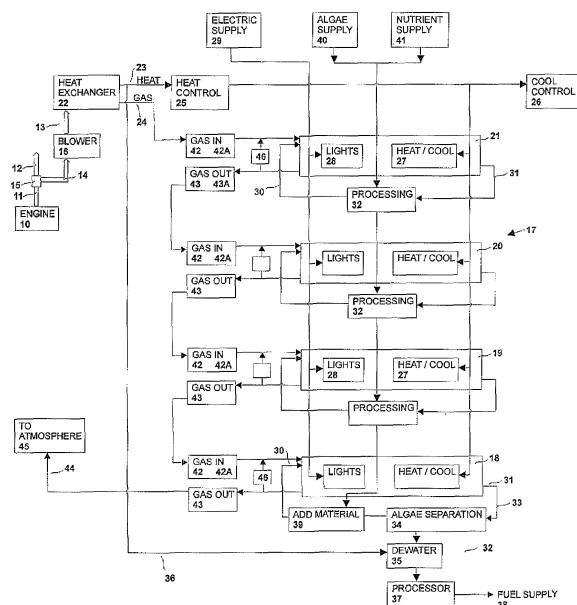 ELECTRIC
SUPPLY
29
ALGAE
SUPPLY
40
NUTRIENT
SUPPLY
41
23
HEAT
EXCHANGER
22
HEAT
GAS
24
HEAT
CONTROL
25
COOL
CONTROL
26
13
BLOWER
16
12
15
14
11
ENGINE
10
GAS IN
42 42A
46
GAS OUT
43 43A
30
21
LIGHTS
28
HEAT / COOL
27
31
PROCESSING
32
17
GAS IN
42 42A
GAS OUT
43
20
LIGHTS
HEAT / COOL
PROCESSING
32
GAS IN
42 42A
GAS OUT
43
19
LIGHTS
28
HEAT / COOL
27
PROCESSING
TO
ATMOSPHERE
45
44
GAS IN
42 42A
46
GAS OUT
43
30
18
LIGHTS
HEAT / COOL
31
33
ADD MATERIAL
39
ALGAE SEPARATION
34
32
DEWATER
35
36
PROCESSOR
37
FUEL SUPPLY
38